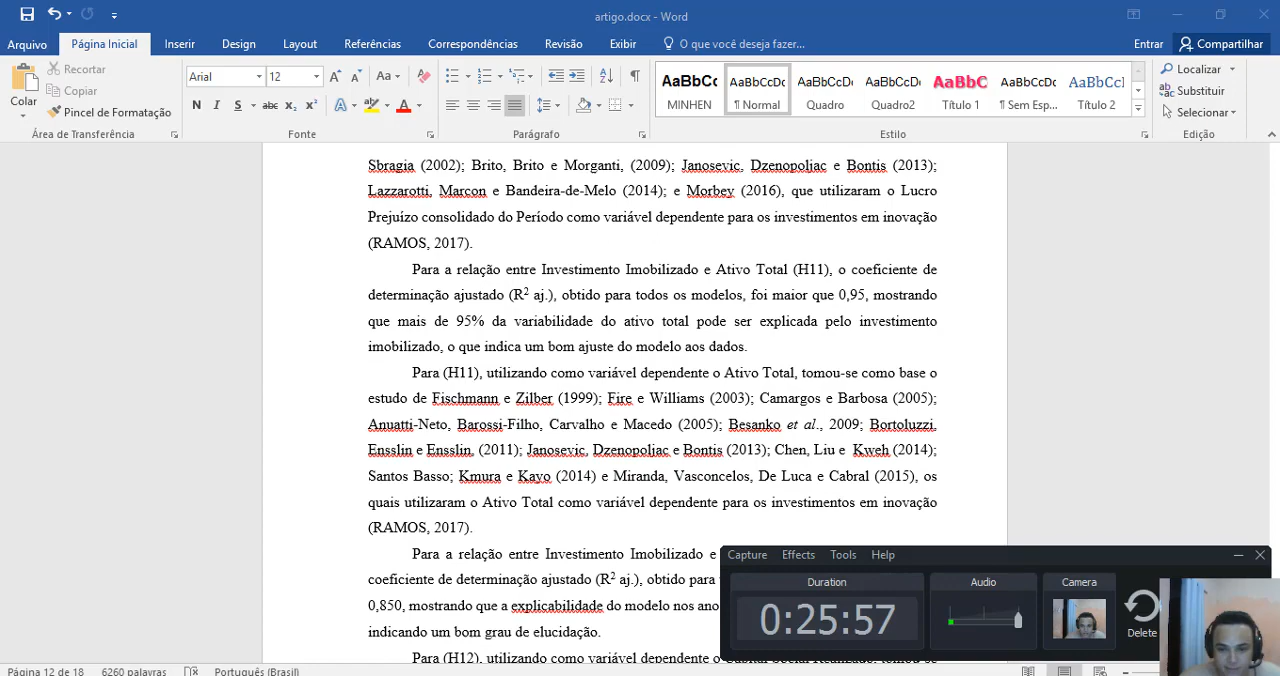 artigo.docx - Word
Arquivo Página Inicial Inserir Design Layout Referências Correspondências Revisão Exibir O que você deseja fazer... Entrar Compartilhar
Colar
Recortar
Copiar
Pincel de Formatação
Área de Transferência
Arial 12
Aa
N I S abc x₂ x²
A A
Fonte
Parágrafo
AaBbCc AaBbCcDc AaBbCcDc AaBbCcDc AaBbC AaBbCcDc AaBbCcI
MINHEN ¶ Normal Quadro Quadro2 Título 1 ¶ Sem Esp... Título 2
Estilo
Localizar
Substituir
Selecionar
Edição
Sbragia (2002); Brito, Brito e Morganti, (2009); Janosevic, Dzenopoljac e Bontis (2013);
Lazzarotti, Marcon e Bandeira-de-Melo (2014); e Morbey (2016), que utilizaram o Lucro
Prejuízo consolidado do Período como variável dependente para os investimentos em inovação
(RAMOS, 2017).
Para a relação entre Investimento Imobilizado e Ativo Total (H11), o coeficiente de
determinação ajustado (R² aj.), obtido para todos os modelos, foi maior que 0,95, mostrando
que mais de 95% da variabilidade do ativo total pode ser explicada pelo investimento
imobilizado, o que indica um bom ajuste do modelo aos dados.
Para (H11), utilizando como variável dependente o Ativo Total, tomou-se como base o
estudo de Fischmann e Zilber (1999); Fire e Williams (2003); Camargos e Barbosa (2005);
Anuatti-Neto, Barossi-Filho, Carvalho e Macedo (2005); Besanko et al., 2009; Bortoluzzi,
Ensslin e Ensslin, (2011); Janosevic, Dzenopoljac e Bontis (2013); Chen, Liu e Kweh (2014);
Santos Basso; Kmura e Kayo (2014) e Miranda, Vasconcelos, De Luca e Cabral (2015), os
quais utilizaram o Ativo Total como variável dependente para os investimentos em inovação
(RAMOS, 2017).
Para a relação entre Investimento Imobilizado e
coeficiente de determinação ajustado (R² aj.), obtido para
0,850, mostrando que a explicabilidade do modelo nos ano
indicando um bom grau de elucidação.
Para (H12), utilizando como variável dependente o Capital Social Realizado, tomou-se
Capture Effects Tools Help
Duration Audio Camera
0:25:57
Delete
Página 12 de 18 6260 palavras Português (Brasil)